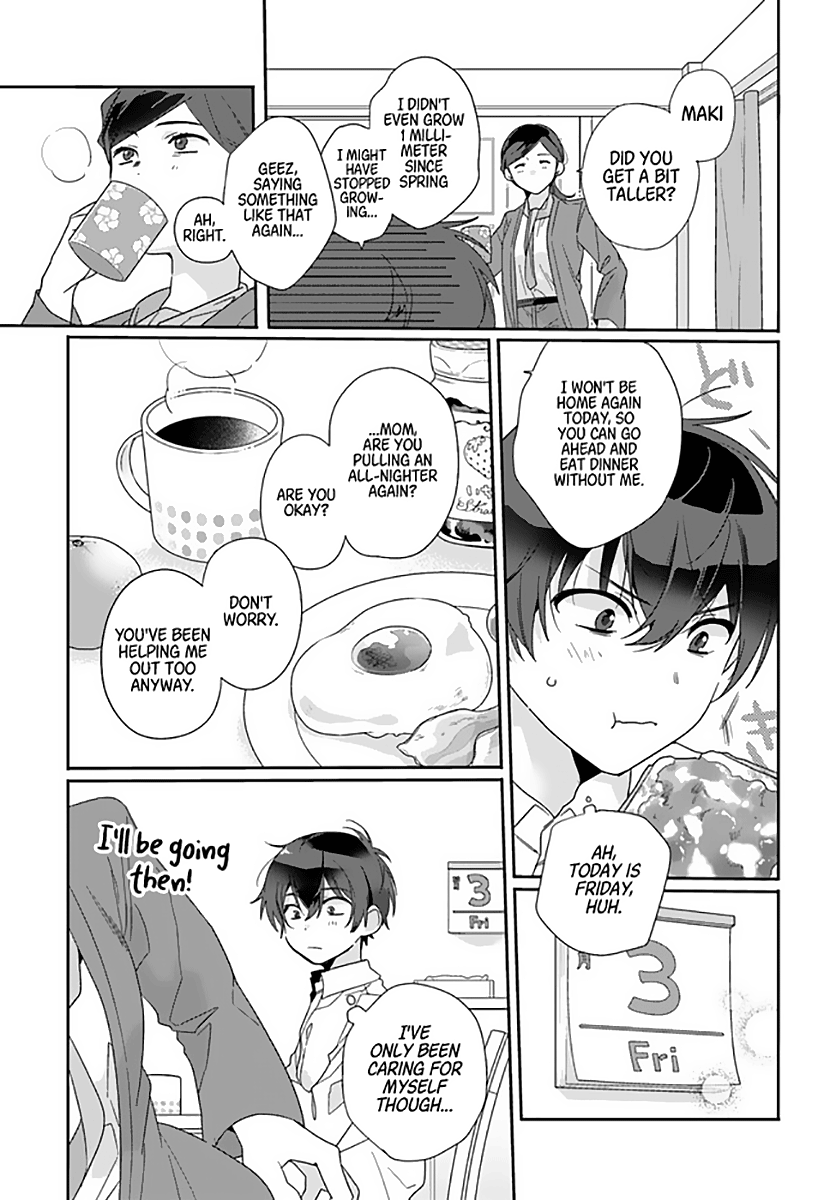 MAKI
DID YOU
GET A BIT
TALLER?
I DIDN'T
EVEN GROW
1 MILLI-
METER
SINCE
SPRING
I MIGHT
HAVE
STOPPED
GROW-
ING...
GEEZ,
SAYING
SOMETHING
LIKE THAT
AGAIN...
AH,
RIGHT.
I WON'T BE
HOME AGAIN
TODAY, SO
YOU CAN GO
AHEAD AND
EAT DINNER
WITHOUT ME.
ど
き
...MOM,
ARE YOU
PULLING AN
ALL-NIGHTER
AGAIN?
ARE YOU
OKAY?
DON'T
WORRY.
YOU'VE BEEN
HELPING ME
OUT TOO
ANYWAY.
AH,
TODAY IS
FRIDAY,
HUH.
3
Fri
I'll be going
then!
3
Fri
I'VE
ONLY BEEN
CARING FOR
MYSELF
THOUGH...